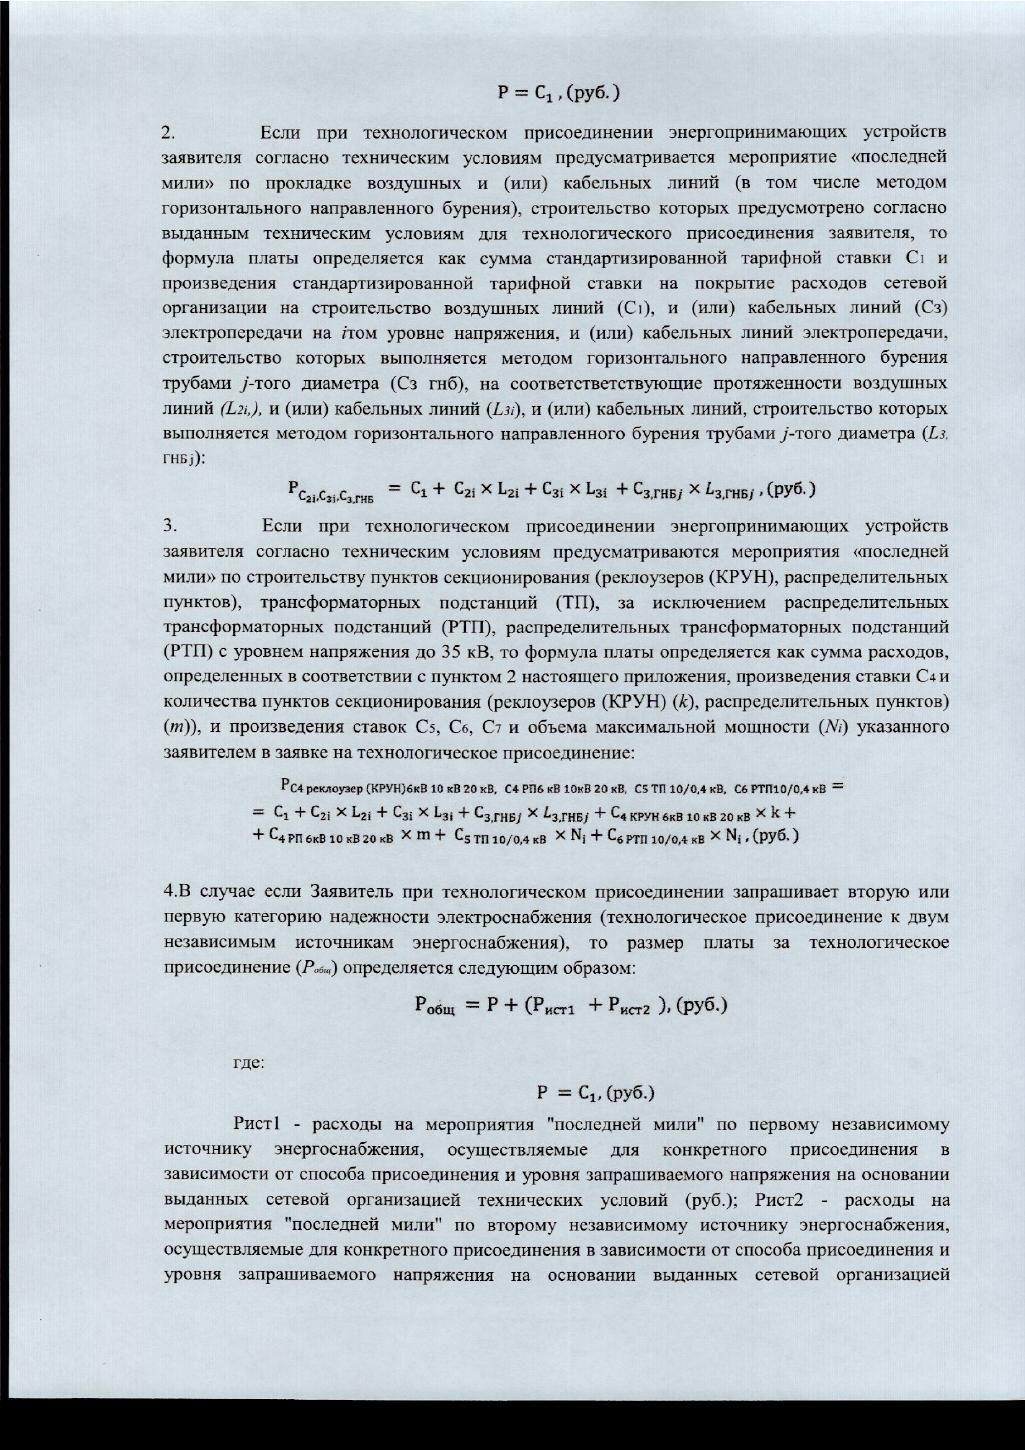 P = C₁ , (руб.)
2. Если при технологическом присоединении энергопринимающих устройств
заявителя согласно техническим условиям предусматривается мероприятие «последней
мили» по прокладке воздушных и (или) кабельных линий (в том числе методом
горизонтального направленного бурения), строительство которых предусмотрено согласно
выданным техническим условиям для технологического присоединения заявителя, то
формула платы определяется как сумма стандартизированной тарифной ставки C1 и
произведения стандартизированной тарифной ставки на покрытие расходов сетевой
организации на строительство воздушных линий (C1), и (или) кабельных линий (C3)
электропередачи на iтом уровне напряжения, и (или) кабельных линий электропередачи,
строительство которых выполняется методом горизонтального направленного бурения
трубами j-того диаметра (C3 гнб), на соответстветствующие протяженности воздушных
линий (L2i,), и (или) кабельных линий (L3i), и (или) кабельных линий, строительство которых
выполняется методом горизонтального направленного бурения трубами j-того диаметра (L3,
ГНБ j):
P C2i,C3i,C3,ГНБ = C1 + C2i × L2i + C3i × L3i + C3,ГНБj × L3,ГНБj , (руб.)
3. Если при технологическом присоединении энергопринимающих устройств
заявителя согласно техническим условиям предусматриваются мероприятия «последней
мили» по строительству пунктов секционирования (реклоузеров (КРУН), распределительных
пунктов), трансформаторных подстанций (ТП), за исключением распределительных
трансформаторных подстанций (РТП), распределительных трансформаторных подстанций
(РТП) с уровнем напряжения до 35 кВ, то формула платы определяется как сумма расходов,
определенных в соответствии с пунктом 2 настоящего приложения, произведения ставки C4 и
количества пунктов секционирования (реклоузеров (КРУН) (k), распределительных пунктов)
(m)), и произведения ставок C5, C6, C7 и объема максимальной мощности (Ni) указанного
заявителем в заявке на технологическое присоединение:
P C4 реклоузер (КРУН)6кВ 10 кВ 20 кВ, C4 РП6 кВ 10кВ 20 кВ, C5 ТП 10/0,4 кВ, C6 РТП10/0,4 кВ =
= C1 + C2i × L2i + C3i × L3i + C3,ГНБj × L3,ГНБj + C4 КРУН 6кВ 10 кВ 20 кВ × k +
+ C4 РП 6кВ 10 кВ 20 кВ × m + C5 ТП 10/0,4 кВ × Ni + C6 РТП 10/0,4 кВ × Ni , (руб.)
4.В случае если Заявитель при технологическом присоединении запрашивает вторую или
первую категорию надежности электроснабжения (технологическое присоединение к двум
независимым источникам энергоснабжения), то размер платы за технологическое
присоединение (Pобщ) определяется следующим образом:
Pобщ = P + (Pист1 + Pист2 ), (руб.)
где:
P = C₁, (руб.)
Рист1 - расходы на мероприятия "последней мили" по первому независимому
источнику энергоснабжения, осуществляемые для конкретного присоединения в
зависимости от способа присоединения и уровня запрашиваемого напряжения на основании
выданных сетевой организацией технических условий (руб.); Рист2 - расходы на
мероприятия "последней мили" по второму независимому источнику энергоснабжения,
осуществляемые для конкретного присоединения в зависимости от способа присоединения и
уровня запрашиваемого напряжения на основании выданных сетевой организацией